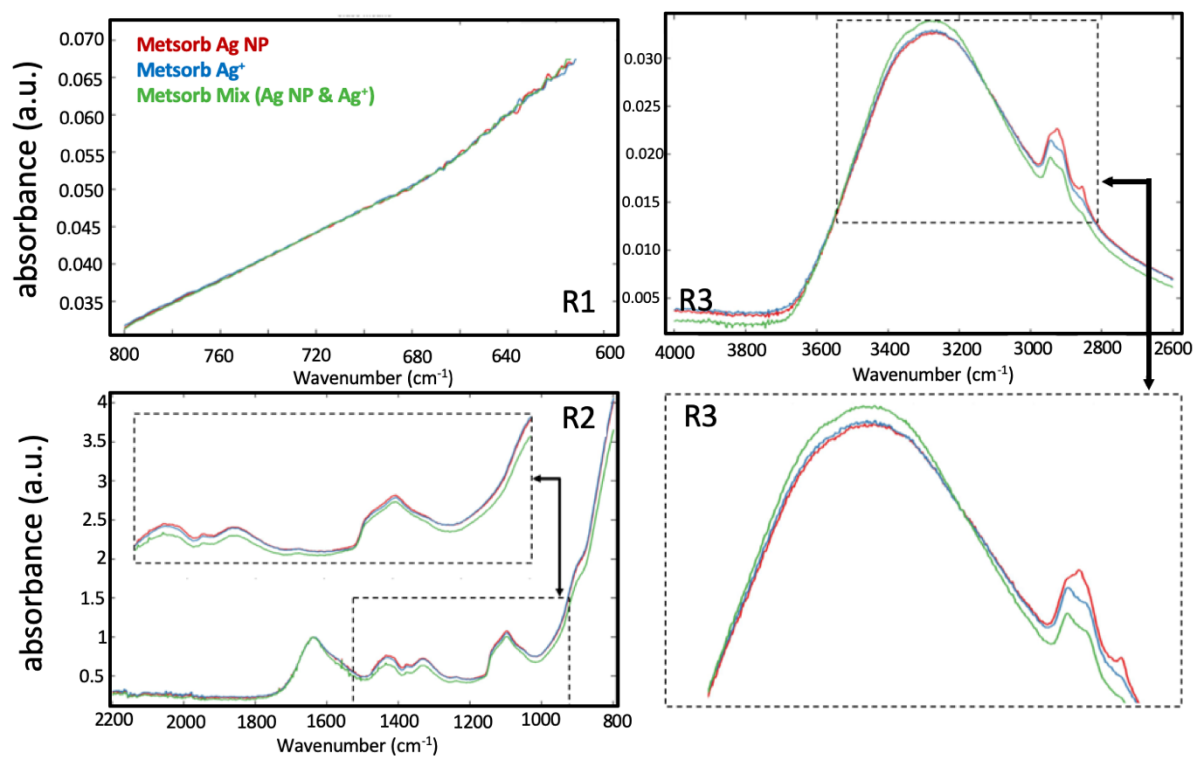 0.070
0.065
0.060
0.055
0.050
0.045
0.040
0.035
absorbance (a.u.)
Metsorb Ag NP
Metsorb Ag⁺
Metsorb Mix (Ag NP & Ag⁺)
R1
800 760 720 680 640 600
Wavenumber (cm⁻¹)
0.030
0.025
0.020
0.015
0.010
0.005
R3
4000 3800 3600 3400 3200 3000 2800 2600
Wavenumber (cm⁻¹)
4
3.5
3
2.5
2
1.5
1
0.5
absorbance (a.u.)
R2
2200 2000 1800 1600 1400 1200 1000 800
Wavenumber (cm⁻¹)
R3